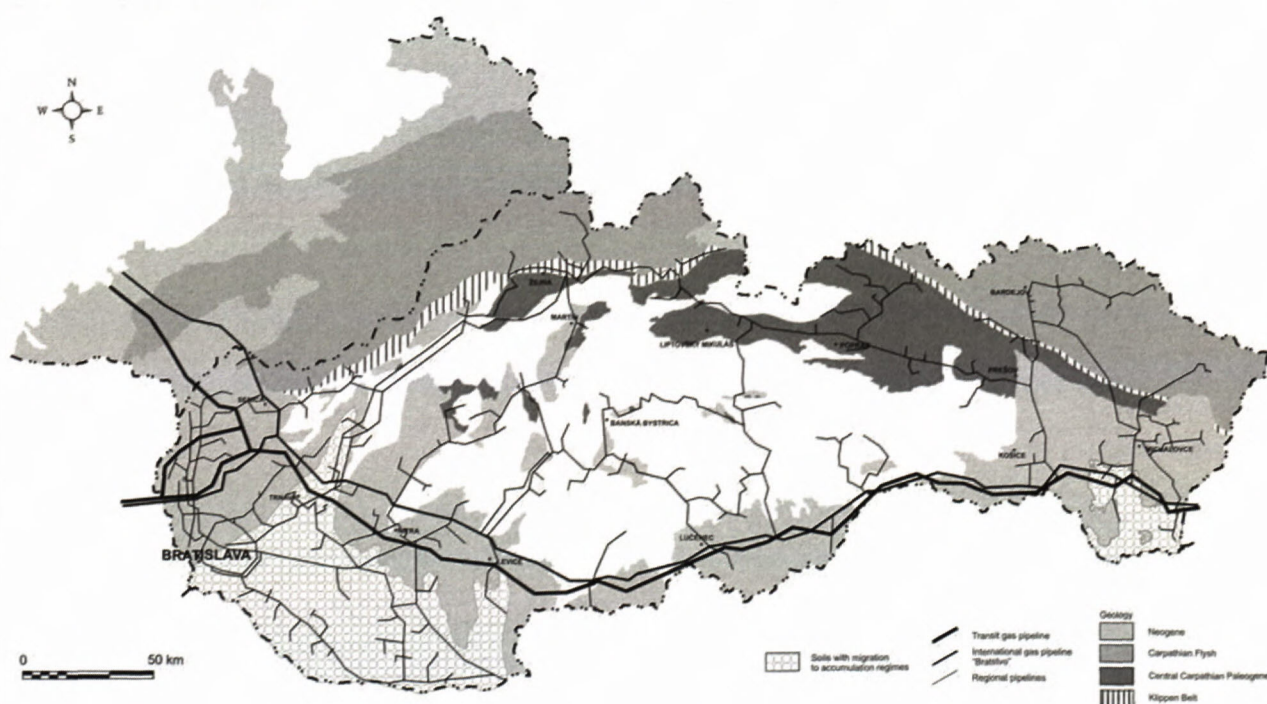 N
W E
S
ŽILINA
MARTIN
BARDEJOV
LIPTOVSKÝ MIKULÁŠ
POPRAD
PREŠOV
SENICA
BANSKÁ BYSTRICA
KOŠICE
MICHALOVCE
TRNAVA
NITRA
LUČENEC
BRATISLAVA
LEVICE
0 50 km
Soils with migration
to accumulation regimes
Transit gas pipeline
International gas pipeline
"Bratstvo"
Regional pipelines
Geology
Neogene
Carpathian Flysh
Central Carpathian Paleogene
Klippen Belt